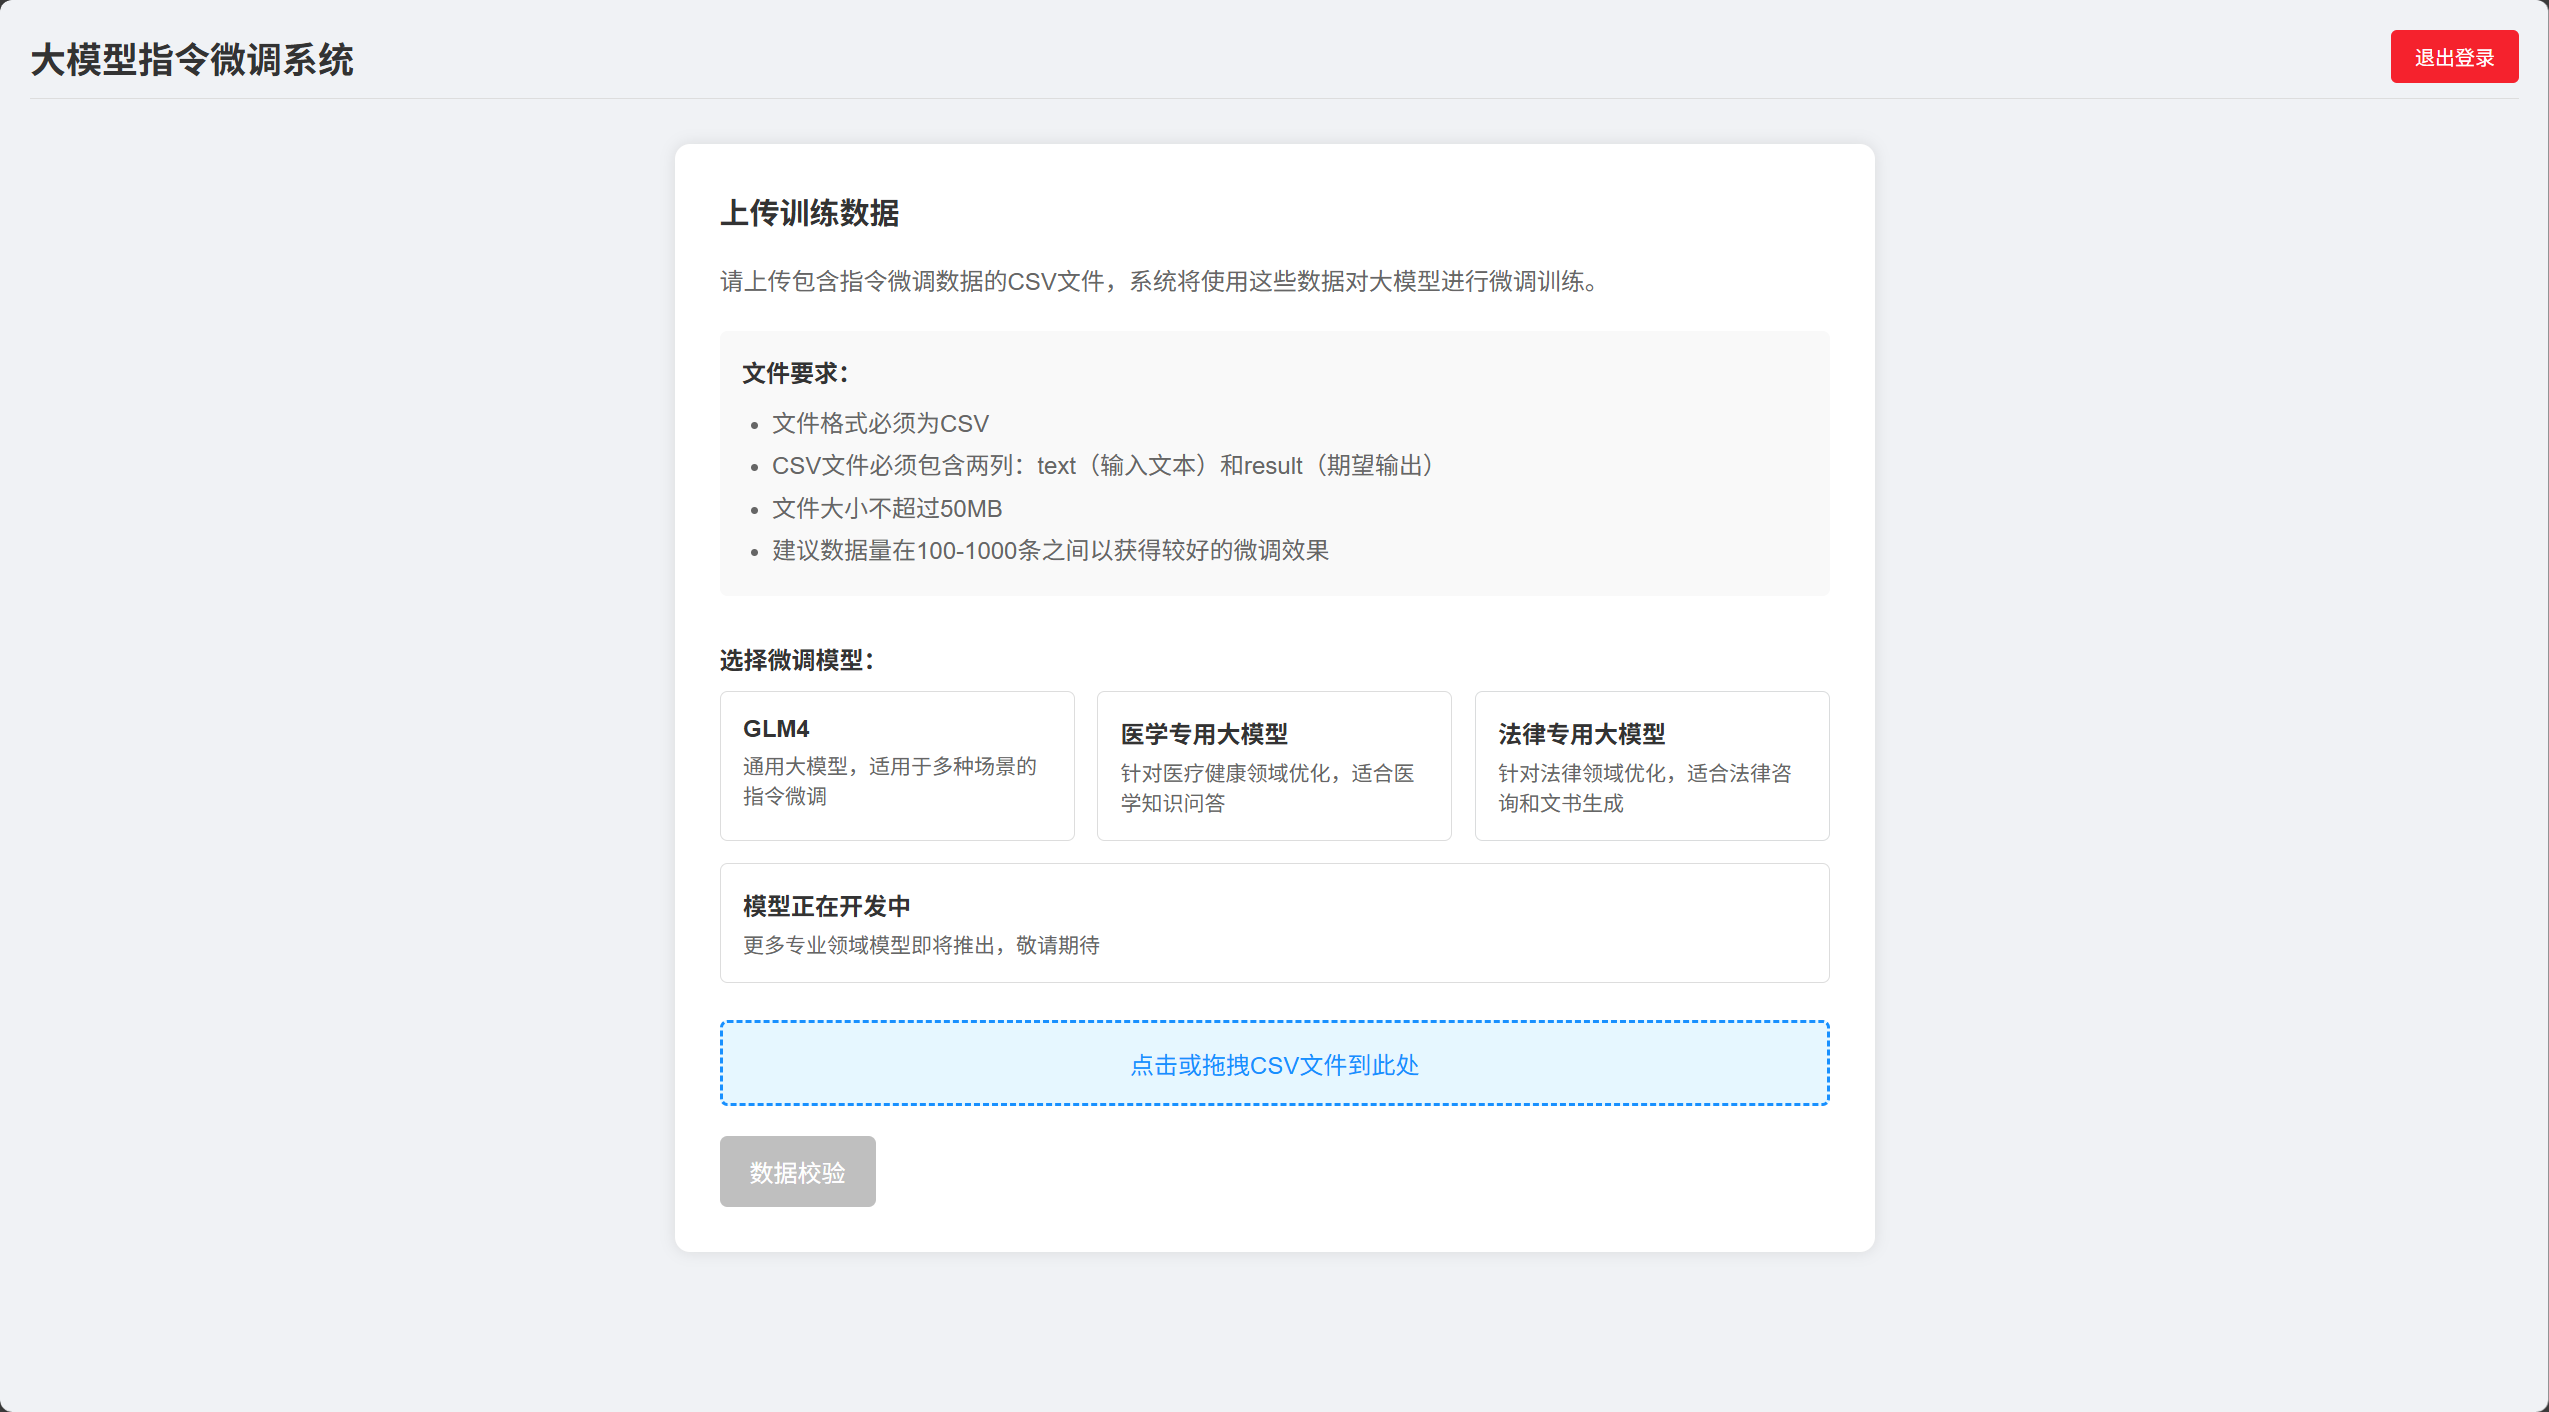 大模型指令微调系统
退出登录
上传训练数据
请上传包含指令微调数据的CSV文件，系统将使用这些数据对大模型进行微调训练。
文件要求：
• 文件格式必须为CSV
• CSV文件必须包含两列：text（输入文本）和result（期望输出）
• 文件大小不超过50MB
• 建议数据量在100-1000条之间以获得较好的微调效果
选择微调模型：
GLM4
通用大模型，适用于多种场景的
指令微调
医学专用大模型
针对医疗健康领域优化，适合医
学知识问答
法律专用大模型
针对法律领域优化，适合法律咨
询和文书生成
模型正在开发中
更多专业领域模型即将推出，敬请期待
点击或拖拽CSV文件到此处
数据校验